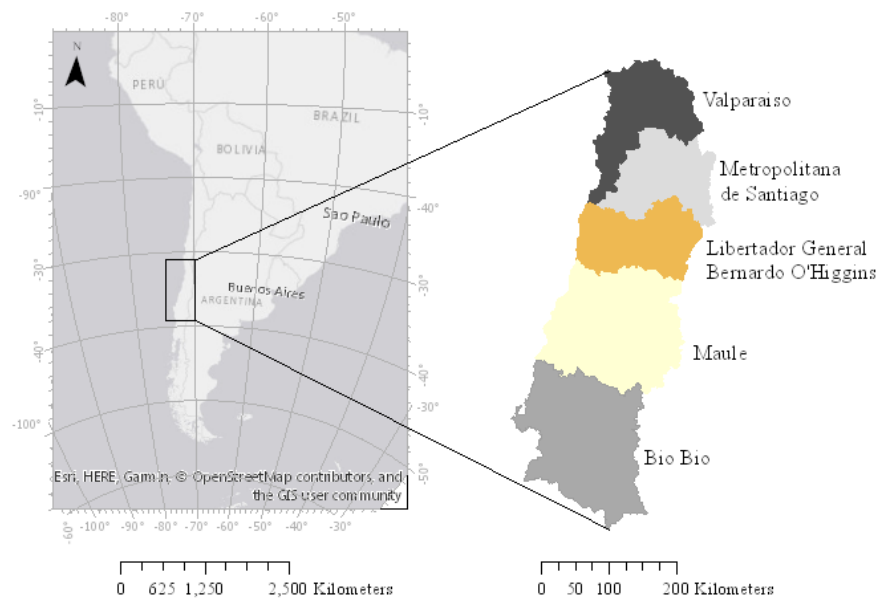 -80° -70° -60° -50°
N
PERÚ
BRAZIL
-10° -10°
BOLIVIA
-90° -40°
Sao Paulo
-30° -30°
Buenos Aires
ARGENTINA
-40° -40°
-30°
-100° -50°
Esri, HERE, Garmin, © OpenStreetMap contributors, and
the GIS user community
-60° -100° -90° -80° -70° -60° -50° -40° -30°
0 625 1,250 2,500 Kilometers
Valparaiso
Metropolitana
de Santiago
Libertador General
Bernardo O'Higgins
Maule
Bio Bio
0 50 100 200 Kilometers